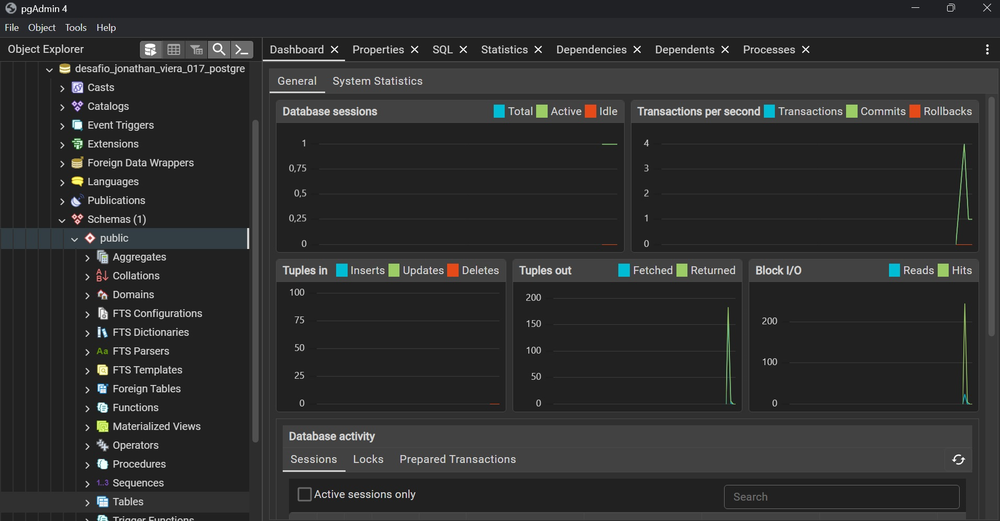 pgAdmin 4
File Object Tools Help
Object Explorer
Dashboard Properties SQL Statistics Dependencies Dependents Processes
desafio_jonathan_viera_017_postgre
Casts
Catalogs
Event Triggers
Extensions
Foreign Data Wrappers
Languages
Publications
Schemas (1)
public
Aggregates
A
B
Collations
Domains
FTS Configurations
FTS Dictionaries
Aa FTS Parsers
FTS Templates
Foreign Tables
Functions
Materialized Views
Operators
Procedures
1..3 Sequences
Tables
Trigger Functions
General System Statistics
Database sessions Total Active Idle
1
0,75
0,5
0,25
0
Transactions per second Transactions Commits Rollbacks
4
3
2
1
0
Tuples in Inserts Updates Deletes
100
75
50
25
0
Tuples out Fetched Returned
200
150
100
50
0
Block I/O Reads Hits
200
100
0
Database activity
Sessions Locks Prepared Transactions
Active sessions only
Search